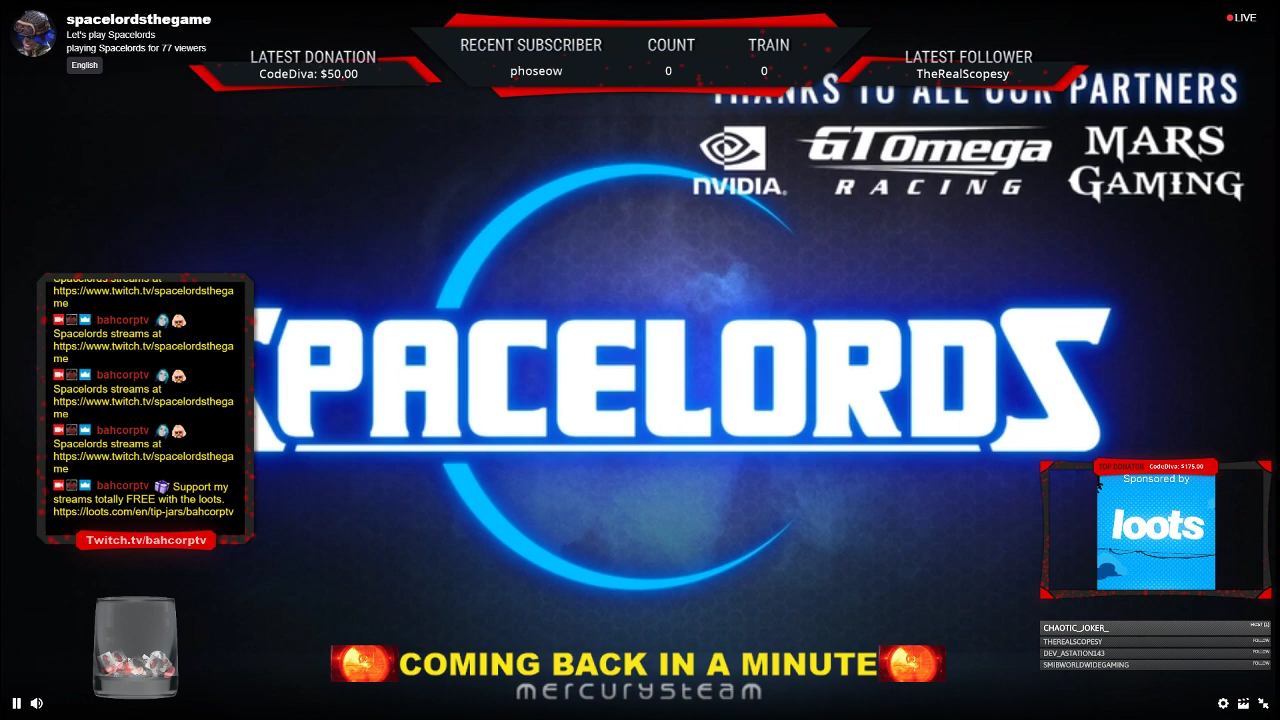 spacelordsthegame
Let's play Spacelords
playing Spacelords for 77 viewers
English
LIVE
LATEST DONATION
CodeDiva: $50.00
RECENT SUBSCRIBER
phoseow
COUNT
0
TRAIN
0
LATEST FOLLOWER
TheRealScopesy
THANKS TO ALL OUR PARTNERS
NVIDIA.
GT Omega
RACING
MARS
GAMING
Spacelords streams at
https://www.twitch.tv/spacelordsthega
me
bahcorptv
Spacelords streams at
https://www.twitch.tv/spacelordsthega
me
bahcorptv
Spacelords streams at
https://www.twitch.tv/spacelordsthega
me
bahcorptv
Spacelords streams at
https://www.twitch.tv/spacelordsthega
me
bahcorptv Support my
streams totally FREE with the loots.
https://loots.com/en/tip-jars/bahcorptv
Twitch.tv/bahcorptv
SPACELORDS
TOP DONATOR CodeDiva: $175.00
Sponsored by
loots
CHAOTIC_JOKER_
THEREALSCOPESY FOLLOW
DEV_ASTATION143 FOLLOW
SMIBWORLDWIDEGAMING FOLLOW
COMING BACK IN A MINUTE
mercurysteam